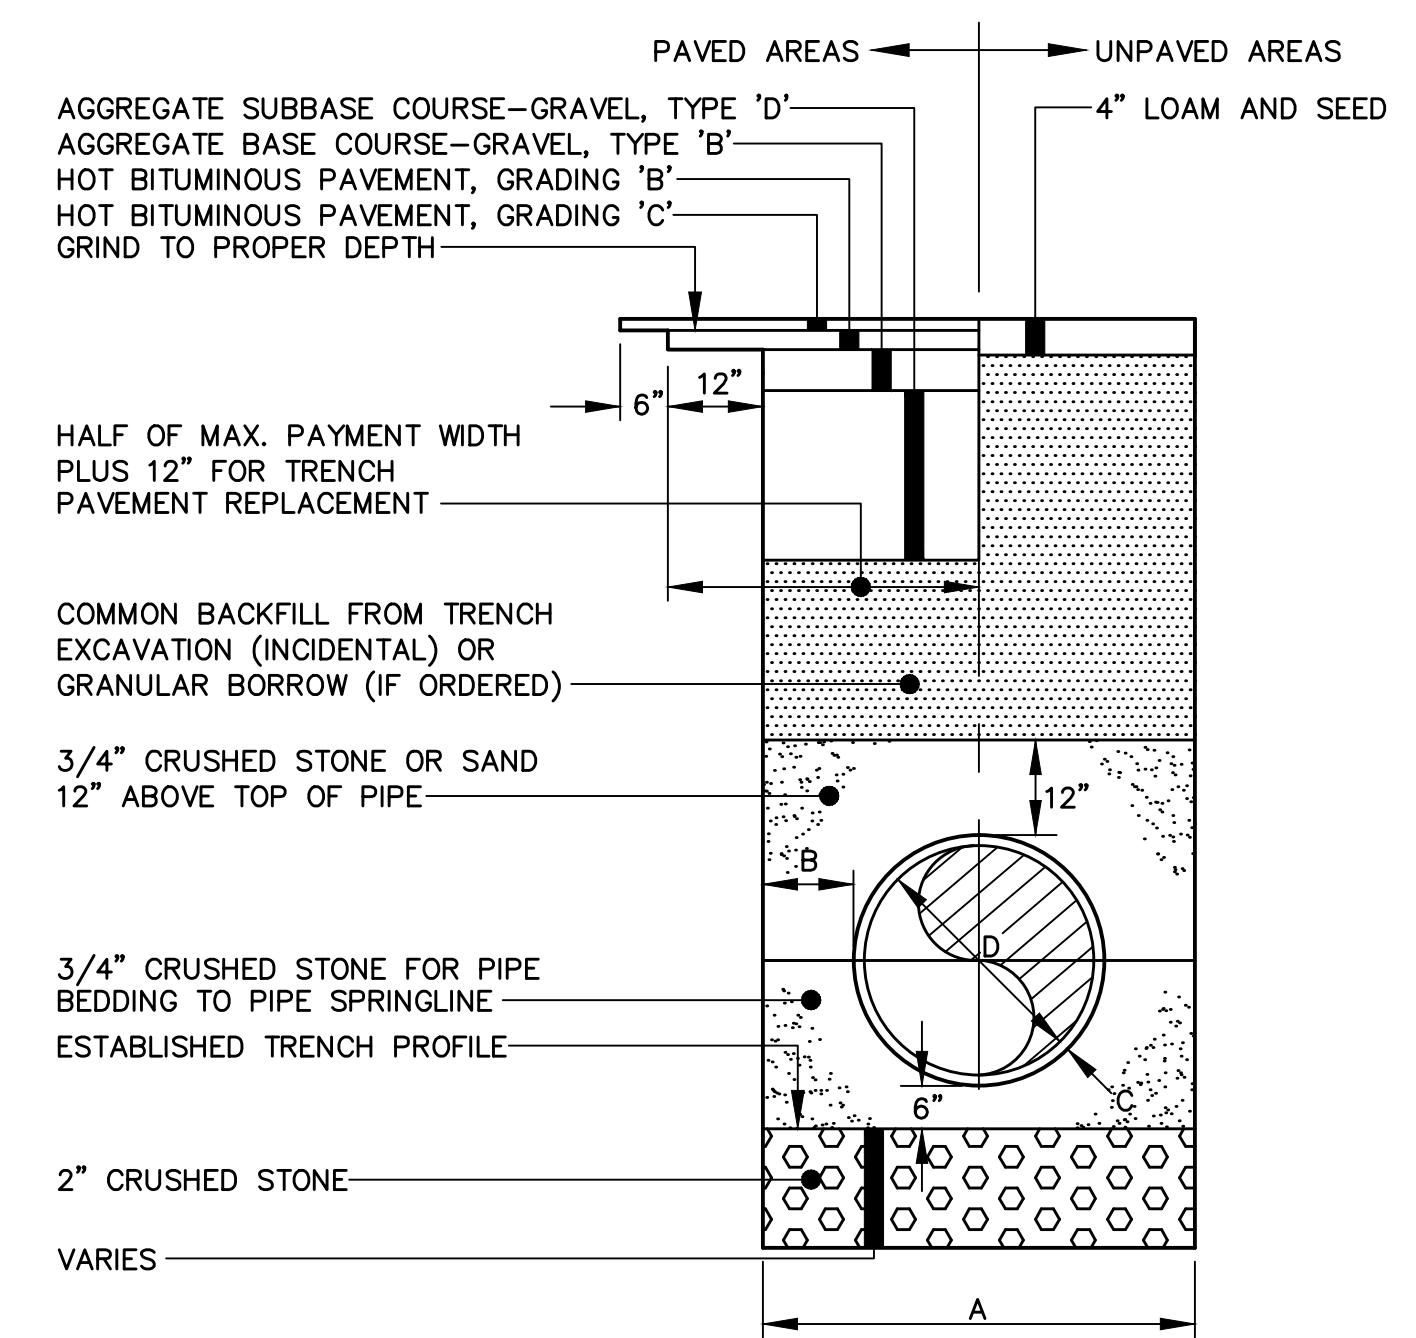 PAVED AREAS
UNPAVED AREAS
AGGREGATE SUBBASE COURSE-GRAVEL, TYPE 'D'
4" LOAM AND SEED
AGGREGATE BASE COURSE-GRAVEL, TYPE 'B'
HOT BITUMINOUS PAVEMENT, GRADING 'B'
HOT BITUMINOUS PAVEMENT, GRADING 'C'
GRIND TO PROPER DEPTH
12"
6"
HALF OF MAX. PAYMENT WIDTH
PLUS 12" FOR TRENCH
PAVEMENT REPLACEMENT
COMMON BACKFILL FROM TRENCH
EXCAVATION (INCIDENTAL) OR
GRANULAR BORROW (IF ORDERED)
3/4" CRUSHED STONE OR SAND
12" ABOVE TOP OF PIPE
12"
B
D
3/4" CRUSHED STONE FOR PIPE
BEDDING TO PIPE SPRINGLINE
ESTABLISHED TRENCH PROFILE
C
6"
2" CRUSHED STONE
VARIES
A